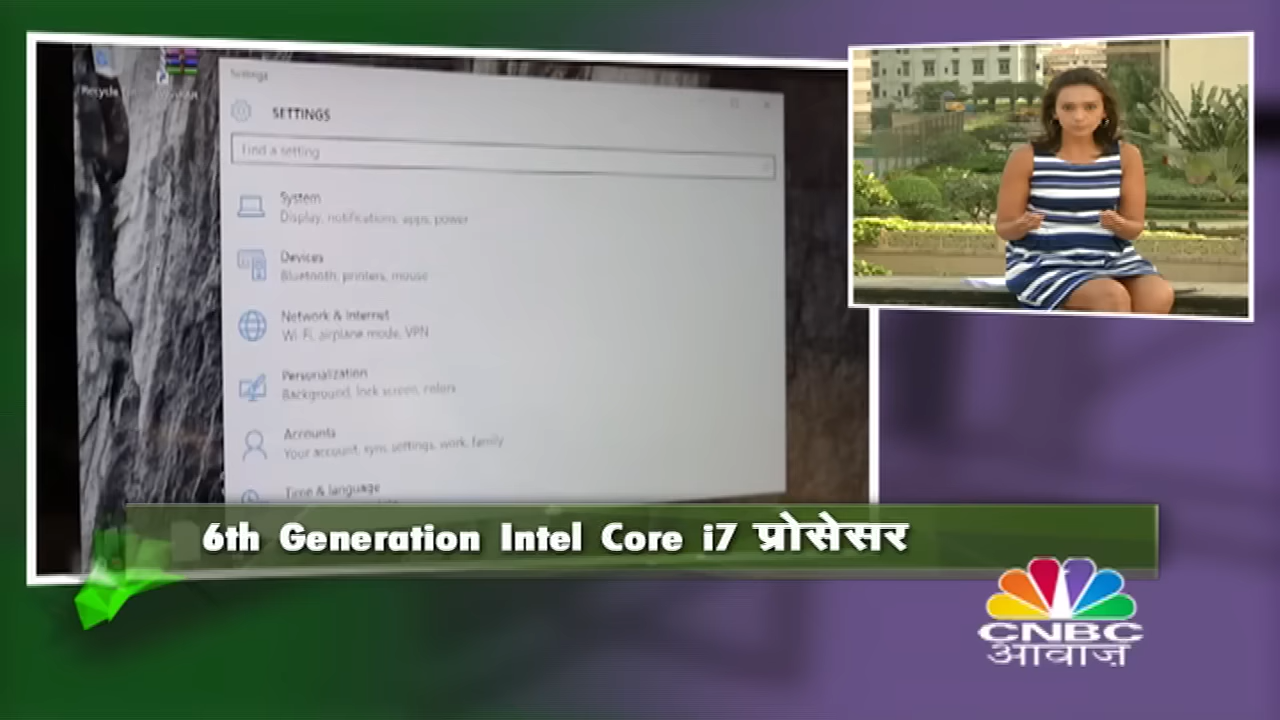 Recycle
Settings
SETTINGS
Find a setting
System
Display, notifications, apps, power
Devices
Bluetooth, printers, mouse
Network & Internet
Wi-Fi, airplane mode, VPN
Personalization
Background, lock screen, colors
Accounts
Your account, sync settings, work, family
Time & language
6th Generation Intel Core i7 प्रोसेसर
CNBC
आवाज़